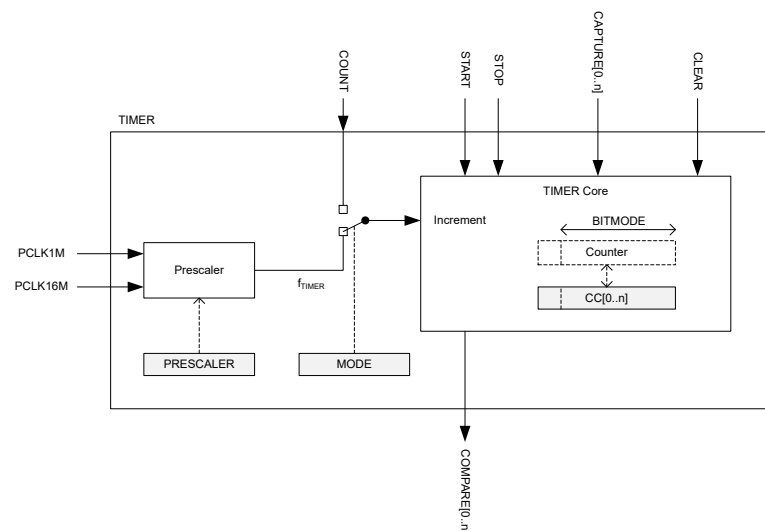 COUNT
START
STOP
CAPTURE[0..n]
CLEAR
TIMER
TIMER Core
Increment
BITMODE
Counter
CC[0..n]
PCLK1M
PCLK16M
Prescaler
fTIMER
PRESCALER
MODE
COMPARE[0..n